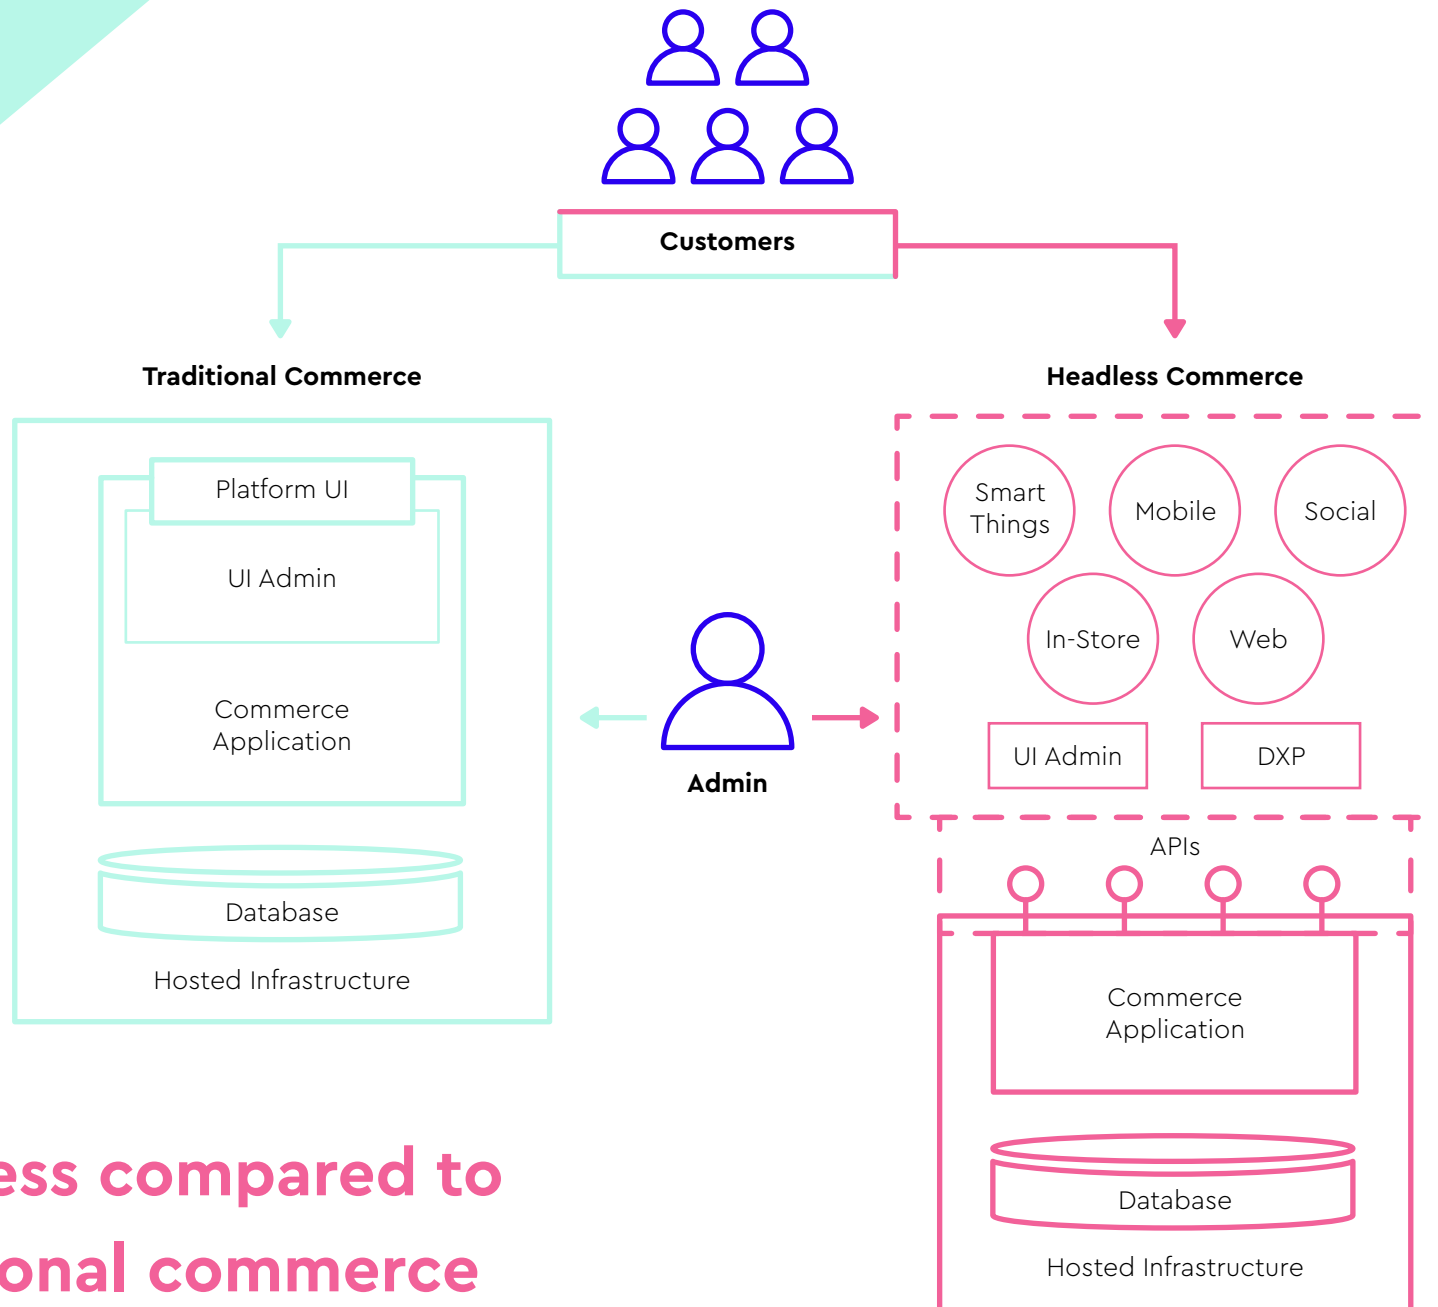 Customers
Traditional Commerce
Platform UI
UI Admin
Commerce
Application
Database
Hosted Infrastructure
Admin
Headless Commerce
Smart
Things
Mobile
Social
In-Store
Web
UI Admin
DXP
APIs
Commerce
Application
Database
Hosted Infrastructure
ess compared to
onal commerce